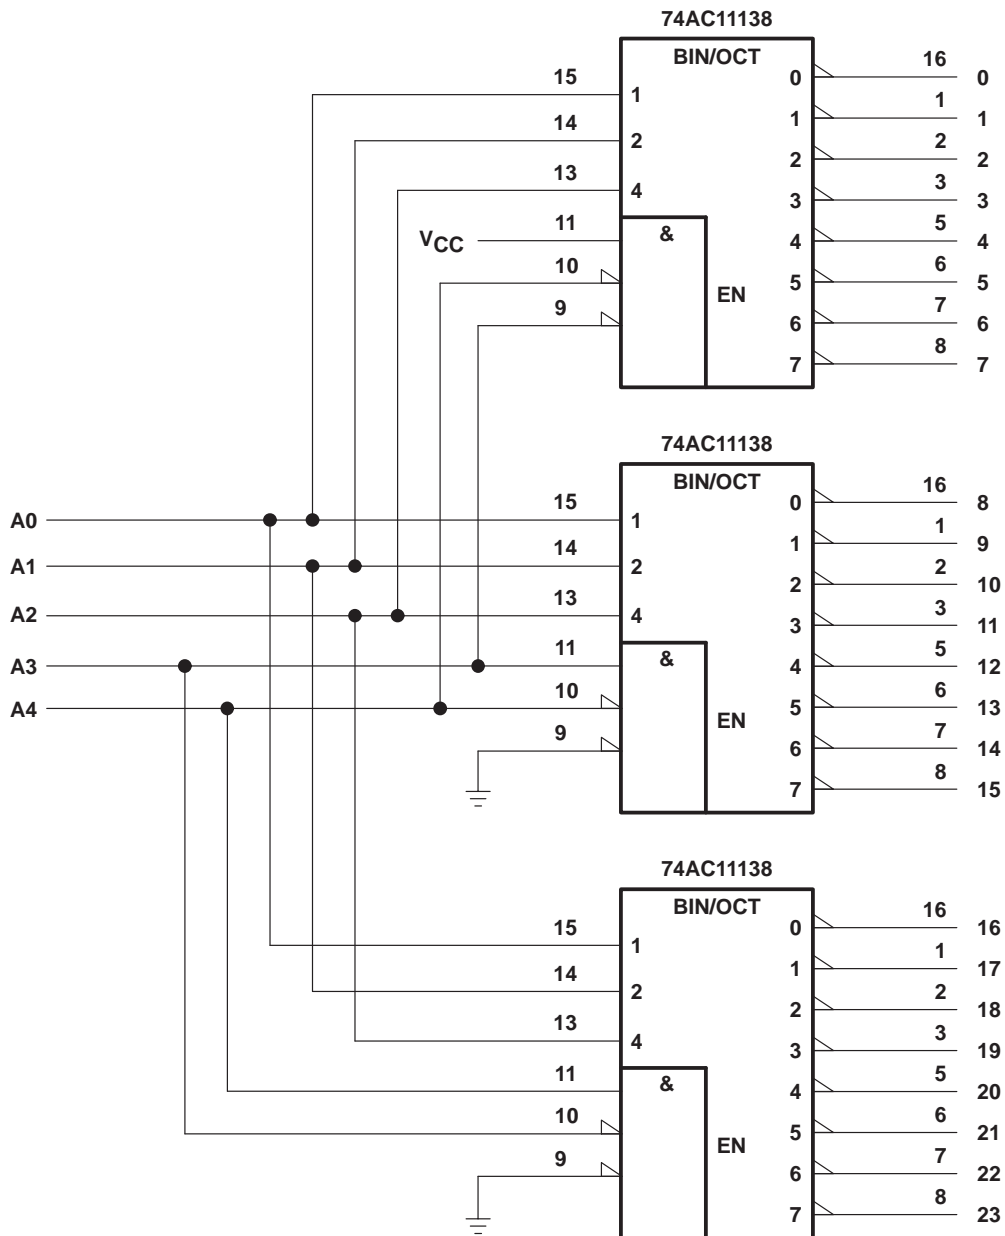 74AC11138
BIN/OCT
15 1 0 16 0
14 2 1 1 1
13 4 2 2 2
3 3 3
VCC 11 & 4 5 4
10 EN 5 6 5
9 6 7 6
7 8 7
74AC11138
BIN/OCT
A0 15 1 0 16 8
A1 14 2 1 1 9
A2 13 4 2 2 10
3 3 11
A3 11 & 4 5 12
A4 10 EN 5 6 13
9 6 7 14
7 8 15
74AC11138
BIN/OCT
15 1 0 16 16
14 2 1 1 17
13 4 2 2 18
3 3 19
11 & 4 5 20
10 EN 5 6 21
9 6 7 22
7 8 23